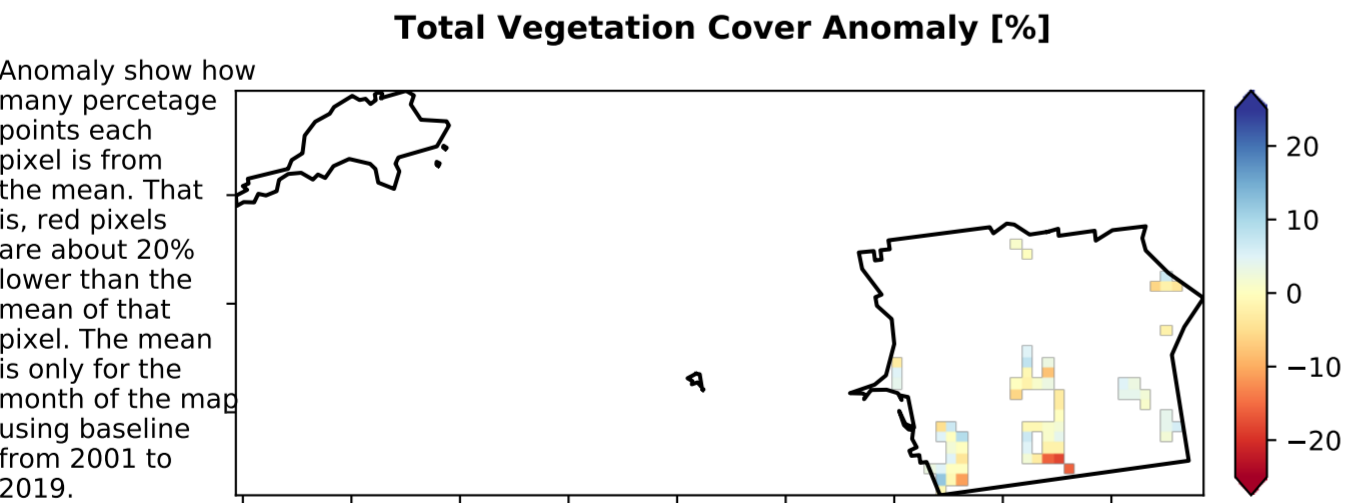 Total Vegetation Cover Anomaly [%]
Anomaly show how
many percetage
points each
pixel is from
the mean. That
is, red pixels
are about 20%
lower than the
mean of that
pixel. The mean
is only for the
month of the map
using baseline
from 2001 to
2019.
20
10
0
−10
−20